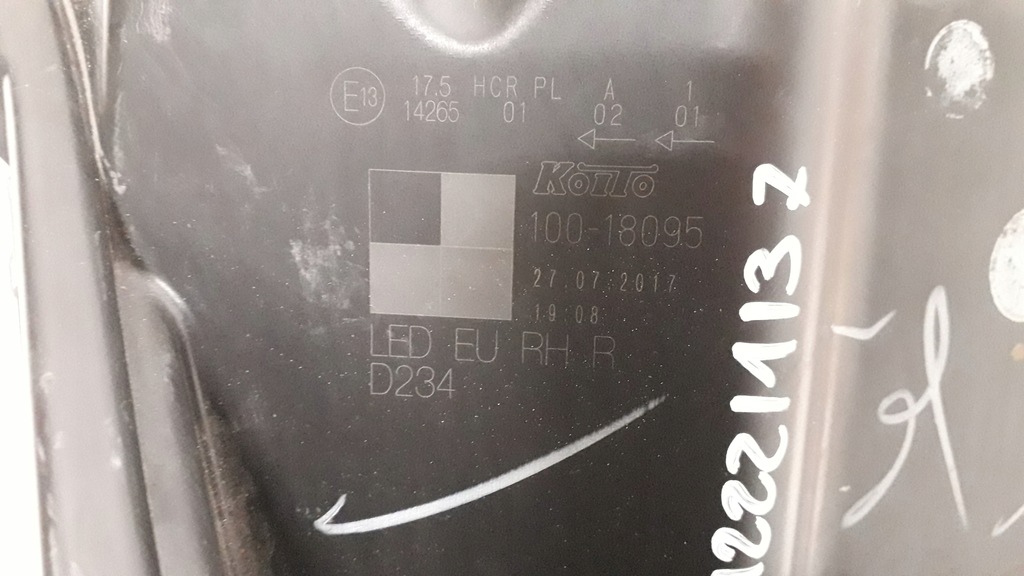 E13 17.5 HCR PL A 1
14265 01 02 01
KOITO
100-18095
27.07.2017
19:08
LED EU RH R
D234
12221137